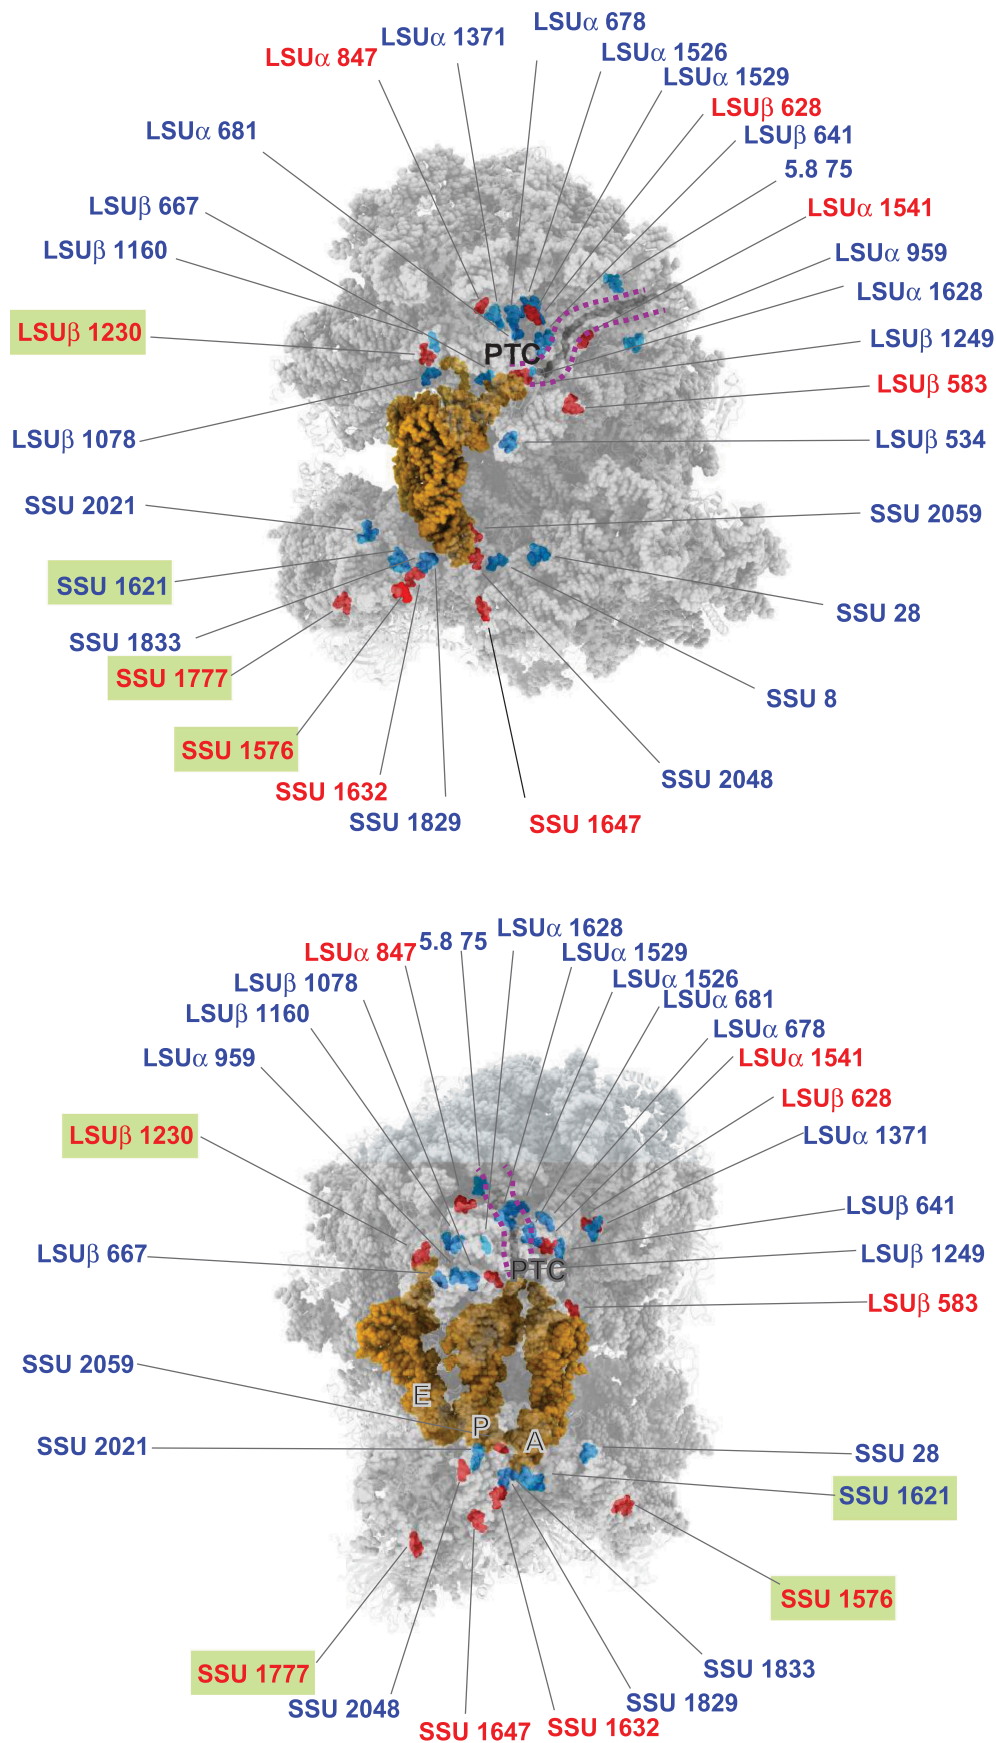 LSUα 678
LSUα 1371
LSUα 847
LSUα 1526
LSUα 1529
LSUβ 628
LSUα 681
LSUβ 641
5.8 75
LSUβ 667
LSUα 1541
LSUβ 1160
LSUα 959
LSUα 1628
LSUβ 1230
LSUβ 1249
PTC
LSUβ 583
LSUβ 1078
LSUβ 534
SSU 2021
SSU 2059
SSU 1621
SSU 28
SSU 1833
SSU 1777
SSU 8
SSU 1576
SSU 2048
SSU 1632
SSU 1829
SSU 1647
LSUα 1628
5.8 75
LSUα 847
LSUα 1529
LSUβ 1078
LSUα 1526
LSUα 681
LSUβ 1160
LSUα 678
LSUα 959
LSUα 1541
LSUβ 628
LSUβ 1230
LSUα 1371
LSUβ 641
LSUβ 667
LSUβ 1249
PTC
LSUβ 583
SSU 2059
E
P
A
SSU 2021
SSU 28
SSU 1621
SSU 1576
SSU 1777
SSU 1833
SSU 2048
SSU 1829
SSU 1647
SSU 1632